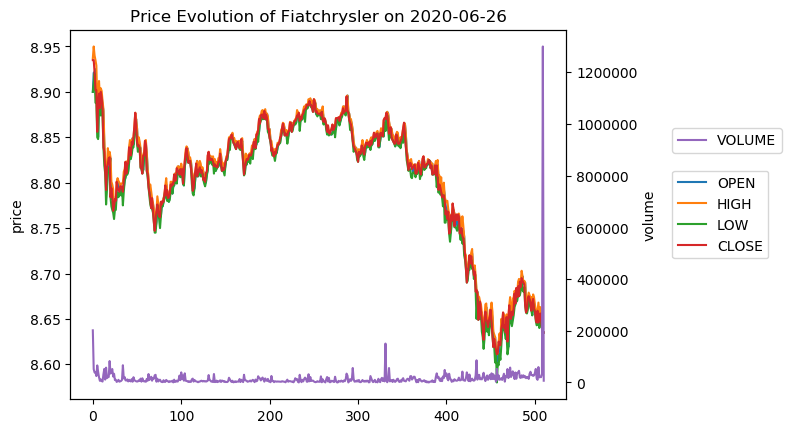 Price Evolution of Fiatchrysler on 2020-06-26
8.95
8.90
8.85
8.80
8.75
8.70
8.65
8.60
price
0
100
200
300
400
500
1200000
1000000
800000
600000
400000
200000
0
volume
VOLUME
OPEN
HIGH
LOW
CLOSE